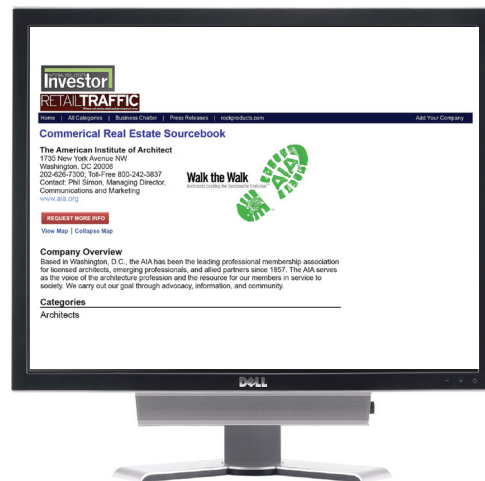 NATIONAL REAL ESTATE
Investor
RETAILTRAFFIC
Home | All Categories | Business Chatter | Press Releases | rockproducts.com Add Your Company
Commerical Real Estate Sourcebook
The American Institute of Architect
1735 New York Avenue NW
Washington, DC 20006
202-626-7300; Toll-Free 800-242-3837
Contact: Phil Simon, Managing Director,
Communications and Marketing
www.aia.org
Walk the Walk
Architects Leading the Sustainable Evolution
AIA
REQUEST MORE INFO
View Map | Collapse Map
Company Overview
Based in Washington, D.C., the AIA has been the leading professional membership association
for licensed architects, emerging professionals, and allied partners since 1857. The AIA serves
as the voice of the architecture profession and the resource for our members in service to
society. We carry out our goal through advocacy, information, and community.
Categories
Architects
DELL